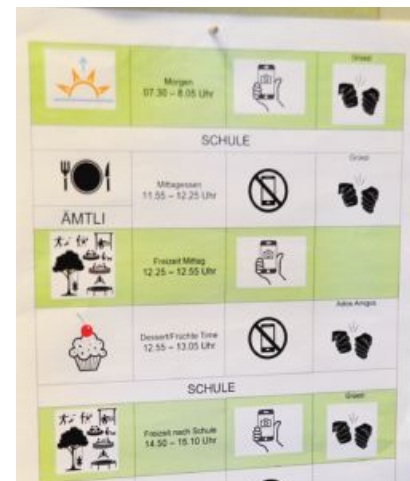 Grüezi
Morgen
07.30 – 8.05 Uhr
SCHULE
Grüezi
Mittagessen
11.55 – 12.25 Uhr
ÄMTLI
Freizeit Mittag
12.25 – 12.55 Uhr
Adios Amigos
Dessert/Früchte Time
12.55 – 13.05 Uhr
SCHULE
Grüezi
Freizeit nach Schule
14.50 – 15.10 Uhr